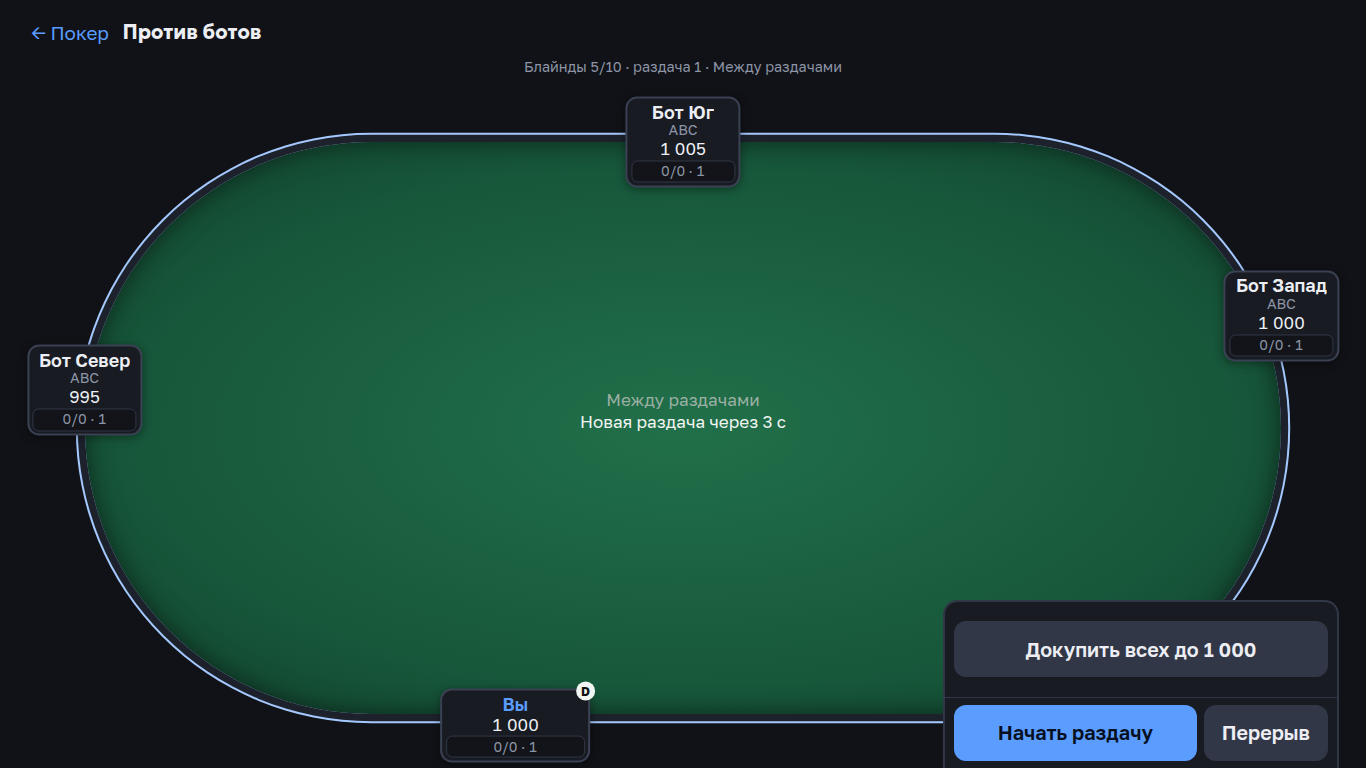 ← Покер Против ботов
Блайнды 5/10 · раздача 1 · Между раздачами
Бот Юг
ABC
1 005
0/0 · 1
Бот Запад
ABC
1 000
0/0 · 1
Бот Север
ABC
995
0/0 · 1
Между раздачами
Новая раздача через 3 с
Докупить всех до 1 000
D
Вы
1 000
0/0 · 1
Начать раздачу
Перерыв